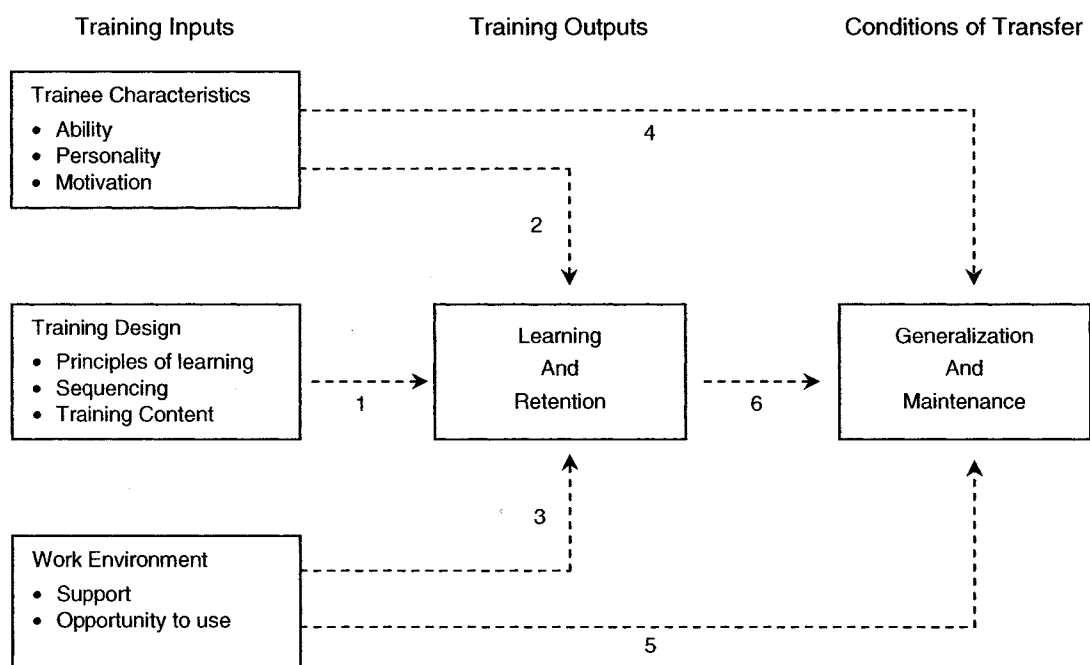 Training Inputs
Training Outputs
Conditions of Transfer
Trainee Characteristics
• Ability
• Personality
• Motivation
4
2
Training Design
• Principles of learning
• Sequencing
• Training Content
1
Learning
And
Retention
6
Generalization
And
Maintenance
3
Work Environment
• Support
• Opportunity to use
5